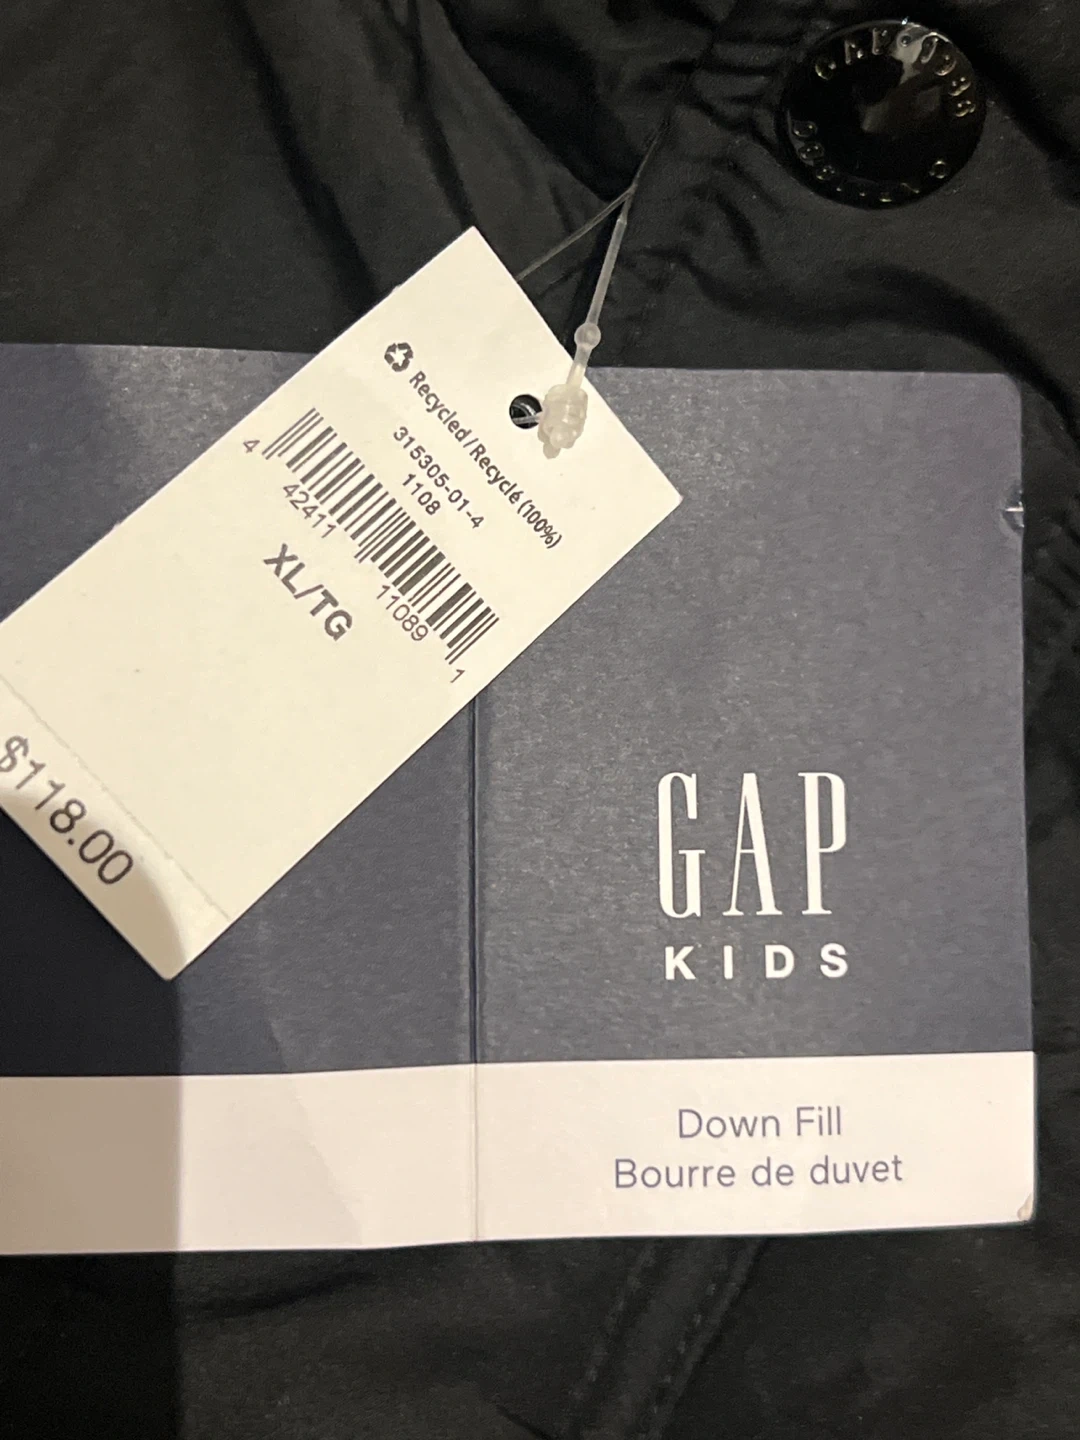 Recycled/Recyclé (100%)
315305-01-4
1108
4 42411 11089 1
XL/TG
$118.00
GAP
KIDS
Down Fill
Bourre de duvet